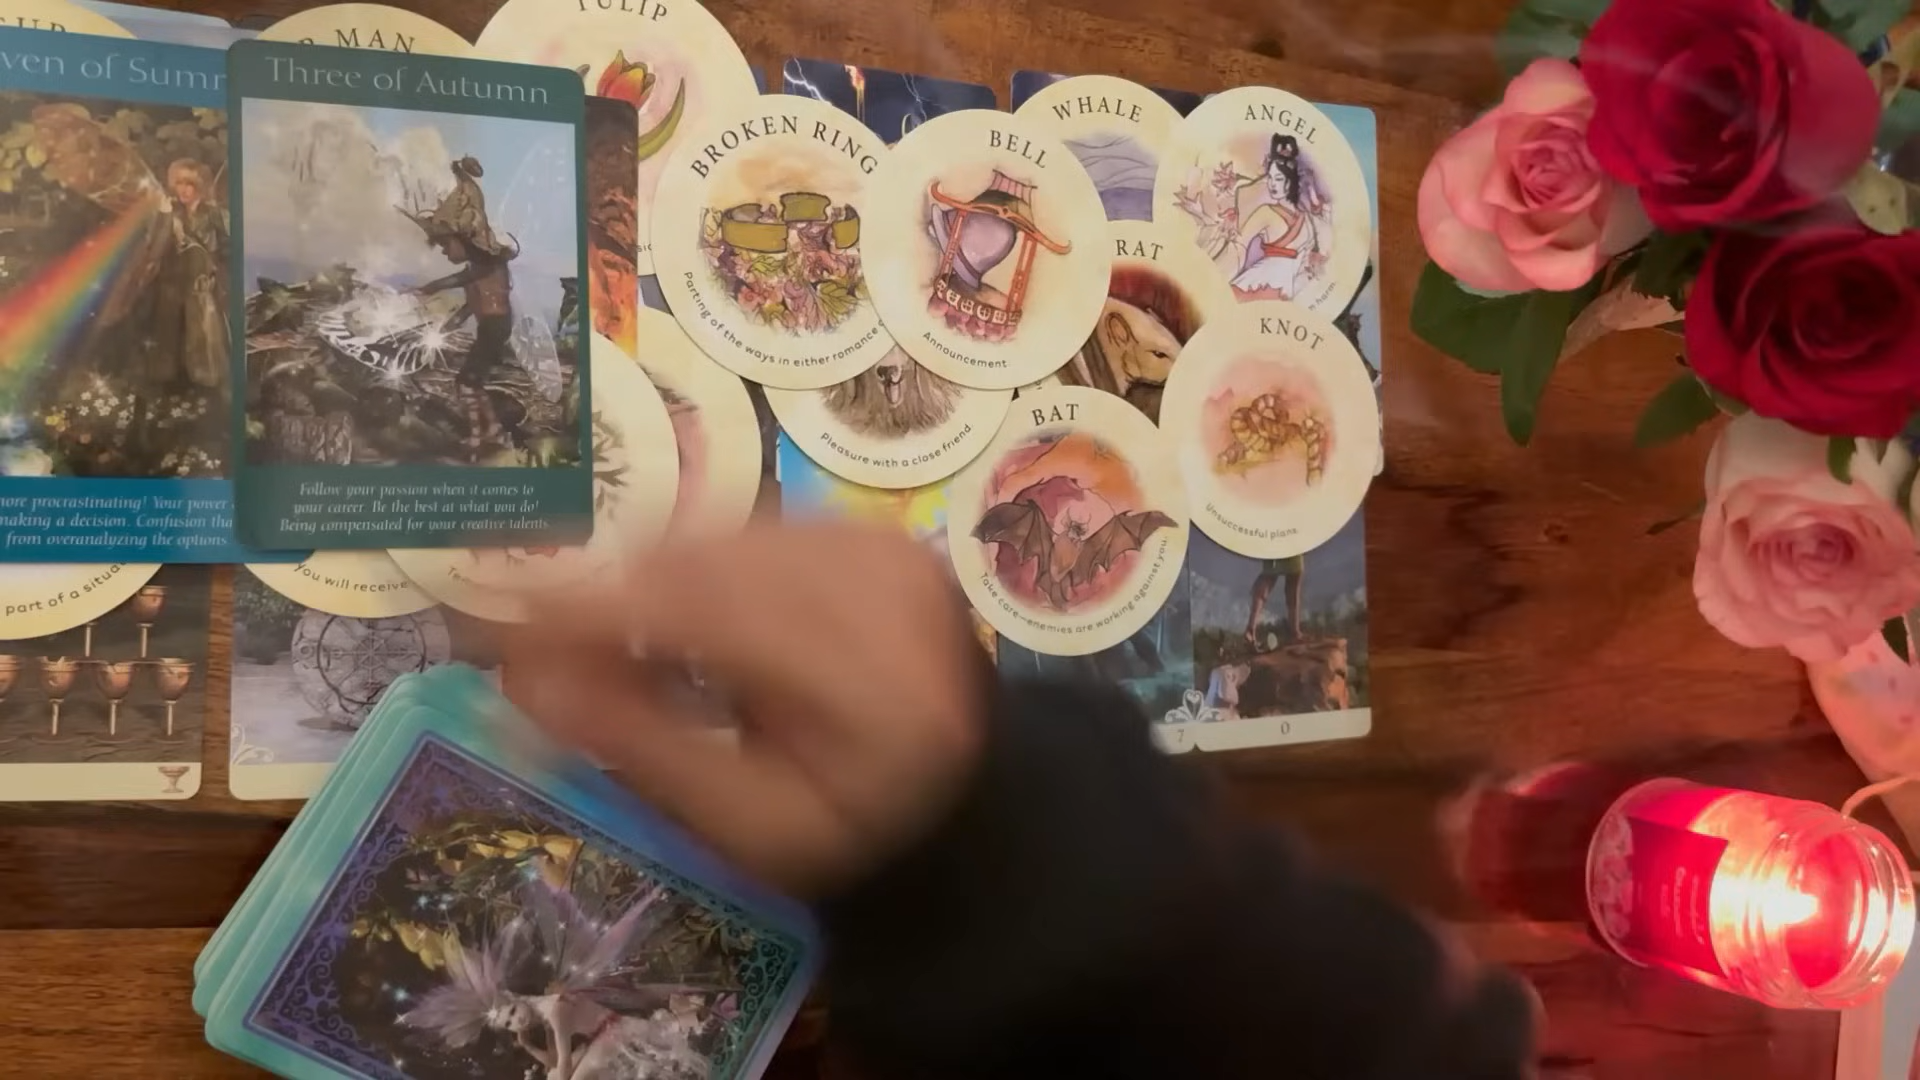 TULIP
MAN
ven of Sum
Three of Autumn
Follow your passion when it comes to
your career. Be the best at what you do!
Being compensated for your creative talents
ore procrastinating! Your power
making a decision. Confusion tha
from overanalyzing the options
part of a situa
you will receive
BROKEN RING
Parting of the ways in either romance
BELL
Announcement.
WHALE
ANGEL
harm.
RAT
KNOT
Unsuccessful plans.
Pleasure with a close friend.
BAT
Take care—enemies are working against you.
7
0